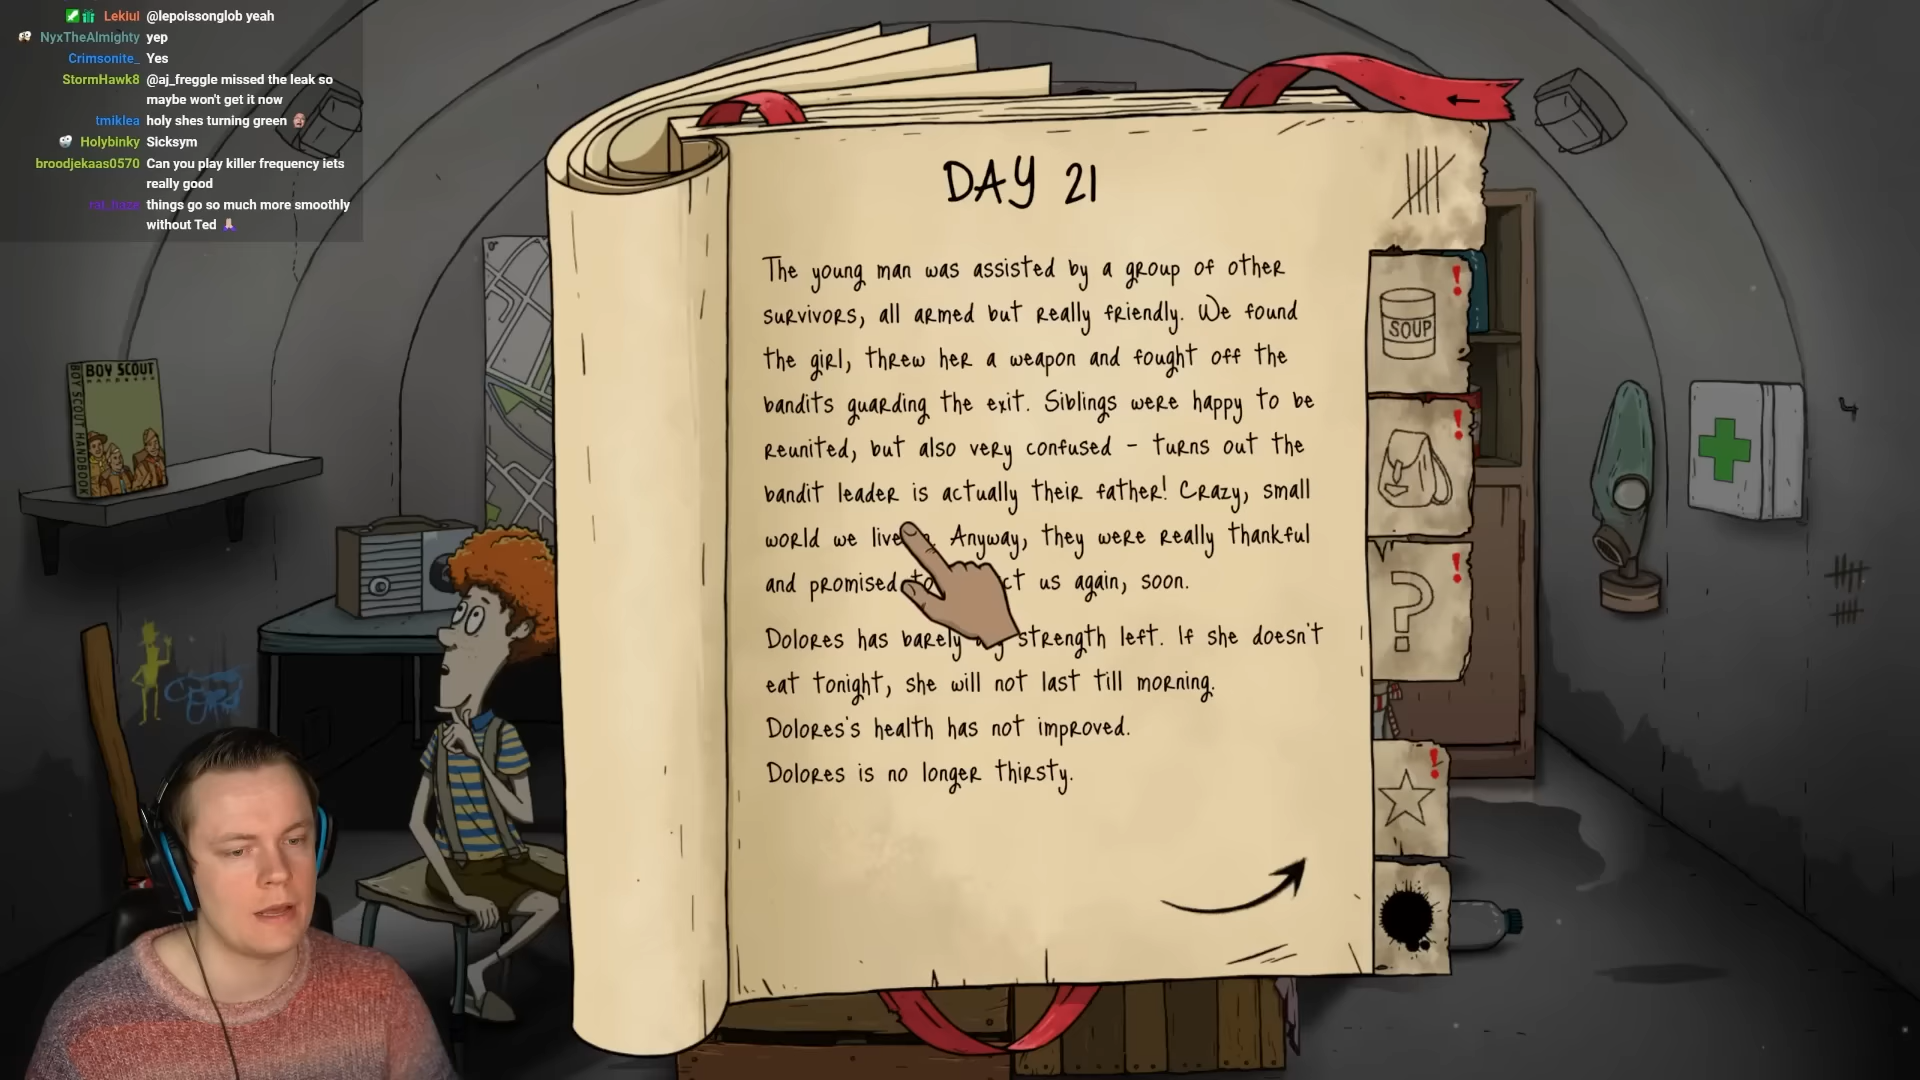 Lekiui @lepoissonglob yeah
NyxTheAlmighty yep
Crimsonite_ Yes
StormHawk8 @aj_freggle missed the leak so
maybe won't get it now
tmiklea holy shes turning green
Holybinky Sicksym
broodjekaas0570 Can you play killer frequency iets
really good
things go so much more smoothly
without Ted
DAY 21
The young man was assisted by a group of other
survivors, all armed but really friendly. We found
the girl, threw her a weapon and fought off the
bandits guarding the exit. Siblings were happy to be
reunited, but also very confused - turns out the
bandit leader is actually their father! Crazy, small
world we live Anyway, they were really thankful
and promised us again, soon.
Dolores has barely strength left. If she doesn't
eat tonight, she will not last till morning.
Dolores's health has not improved.
Dolores is no longer thirsty.
SOUP
BOY SCOUT
BOY SCOUT HANDBOOK